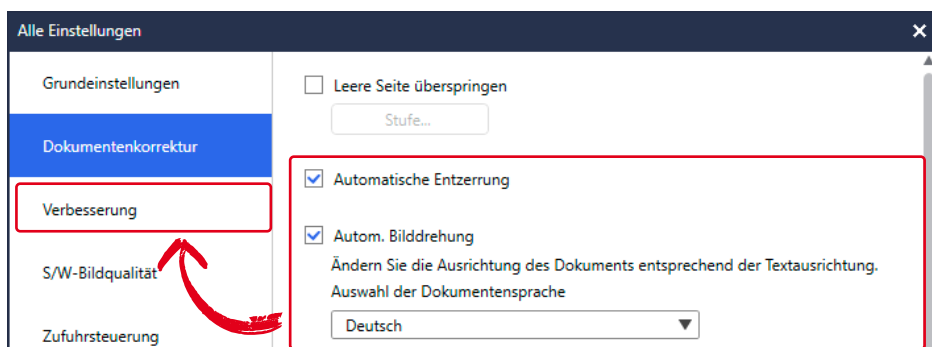 Alle Einstellungen
Grundeinstellungen
Dokumentenkorrektur
Verbesserung
S/W-Bildqualität
Zufuhrsteuerung
Leere Seite überspringen
Stufe...
Automatische Entzerrung
Autom. Bilddrehung
Ändern Sie die Ausrichtung des Dokuments entsprechend der Textausrichtung.
Auswahl der Dokumentensprache
Deutsch